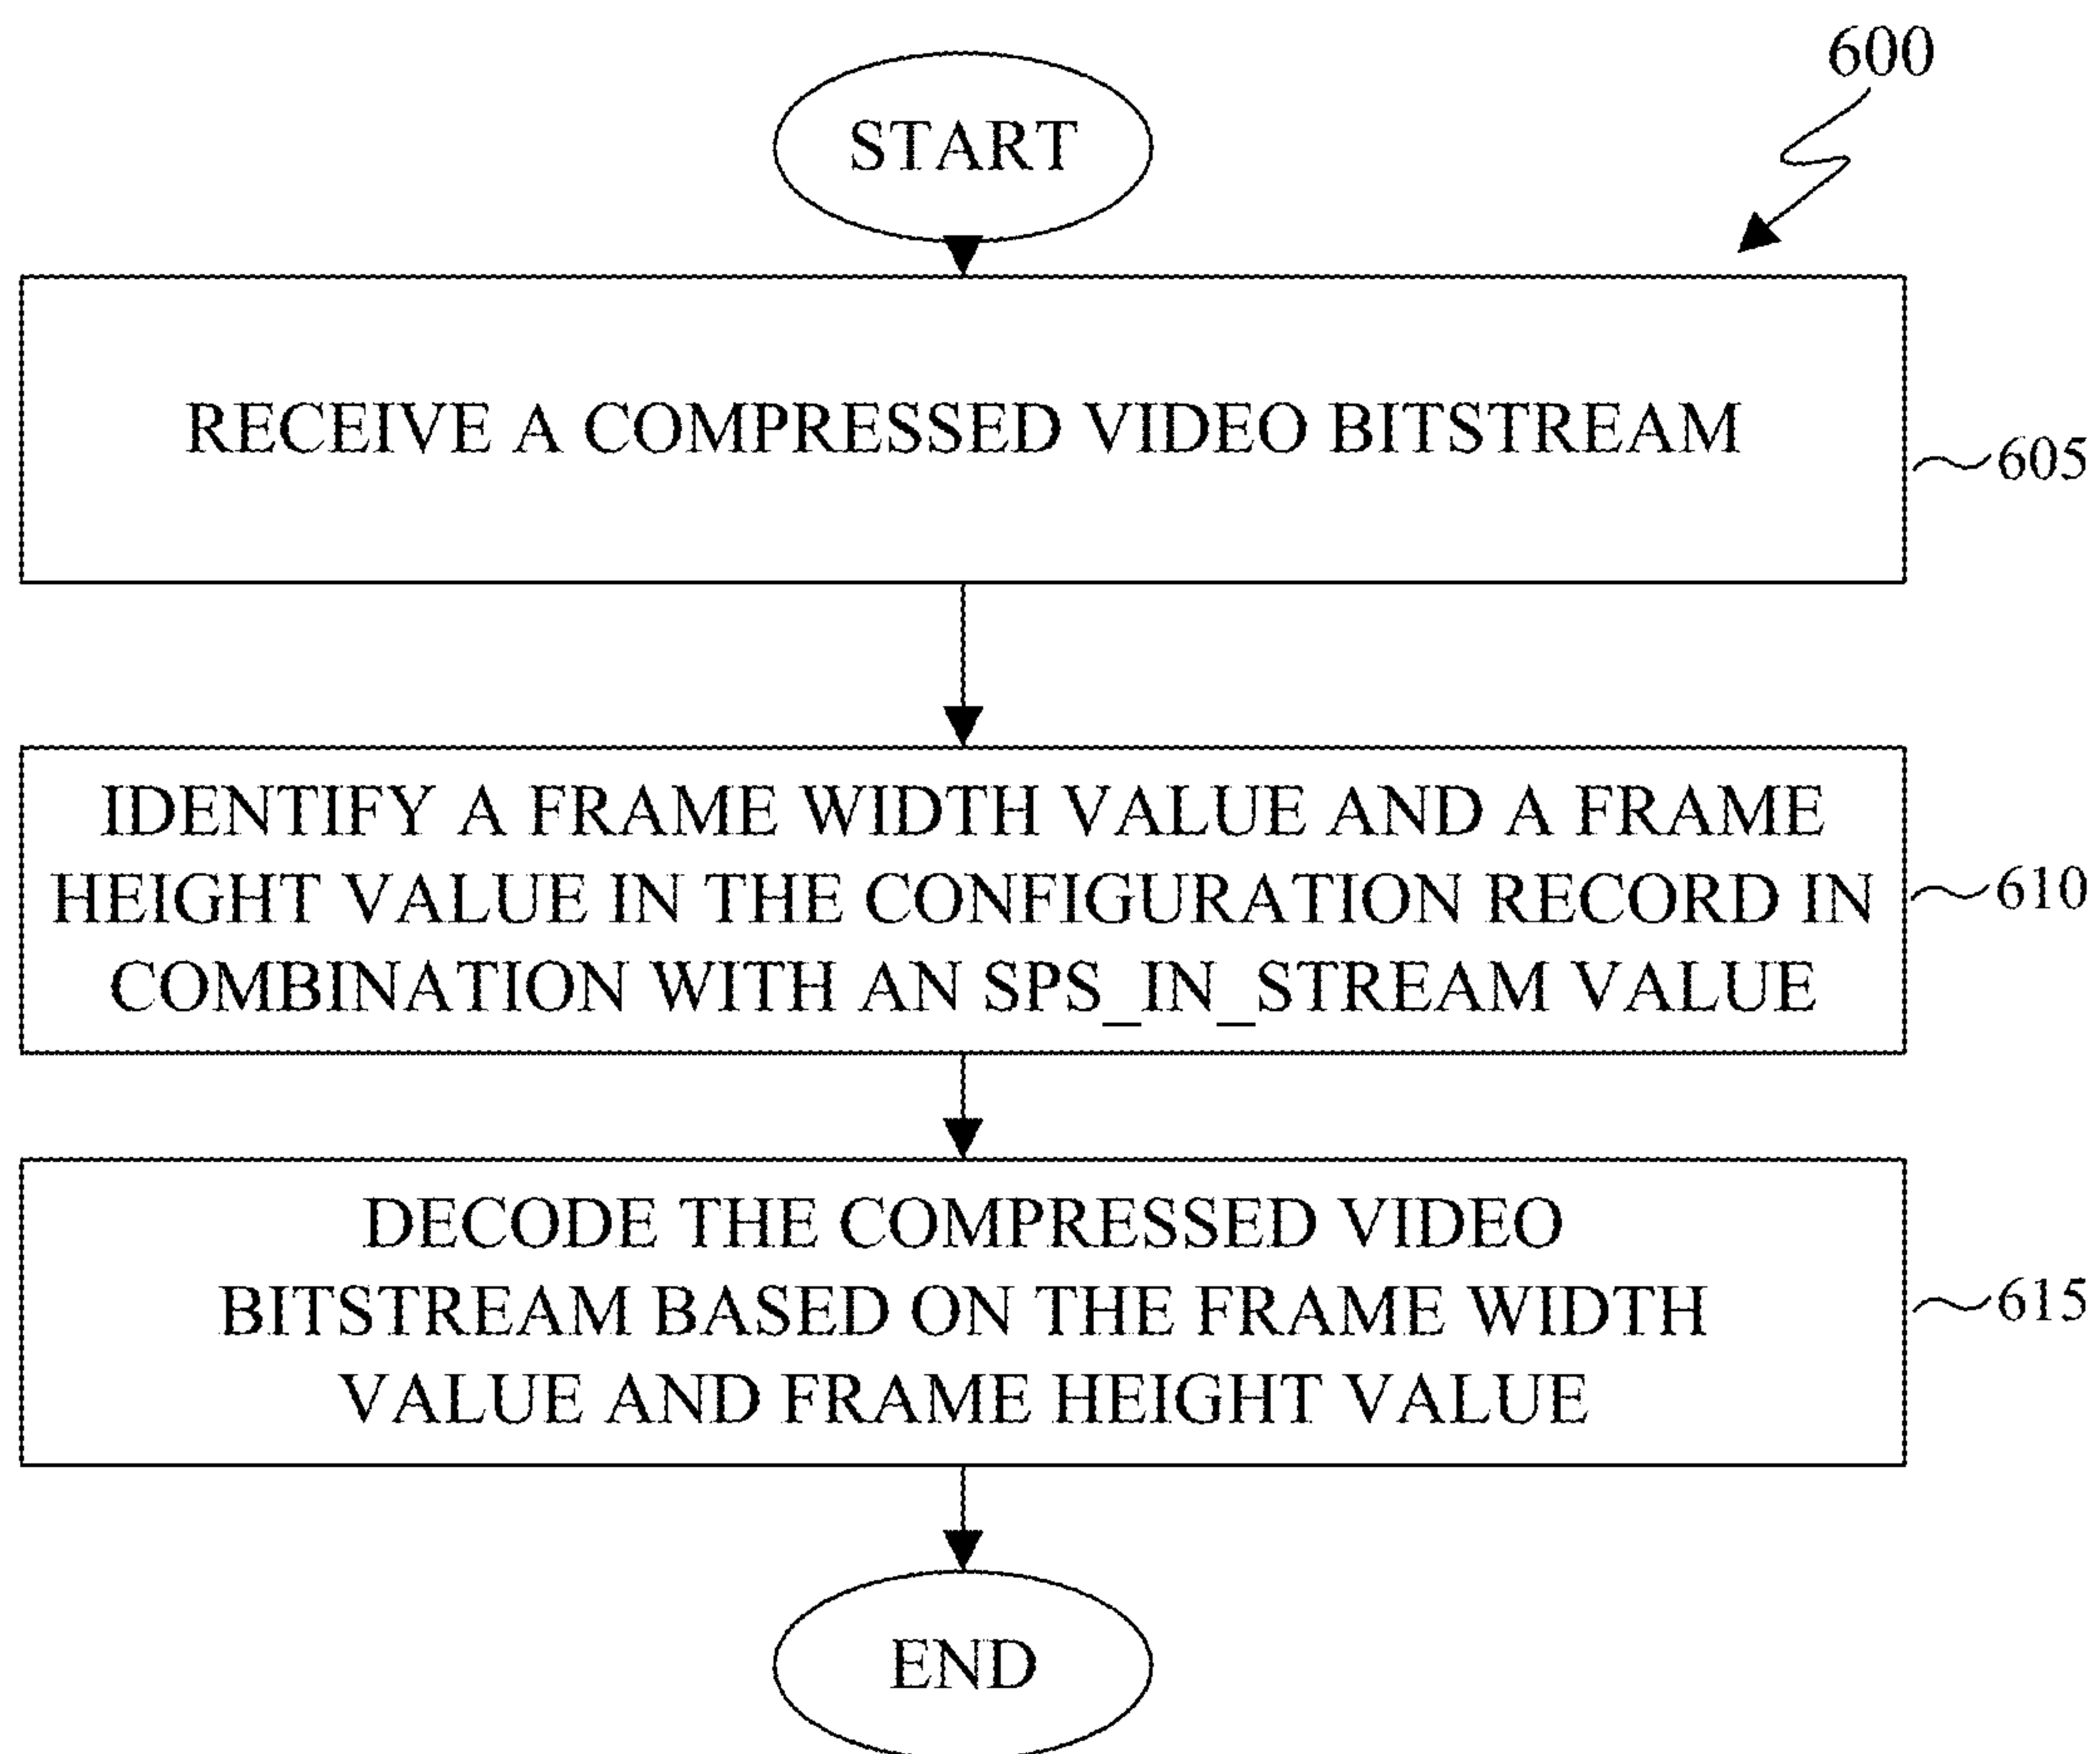 600
START
RECEIVE A COMPRESSED VIDEO BITSTREAM
605
IDENTIFY A FRAME WIDTH VALUE AND A FRAME
HEIGHT VALUE IN THE CONFIGURATION RECORD IN
COMBINATION WITH AN SPS_IN_STREAM VALUE
610
DECODE THE COMPRESSED VIDEO
BITSTREAM BASED ON THE FRAME WIDTH
VALUE AND FRAME HEIGHT VALUE
615
END